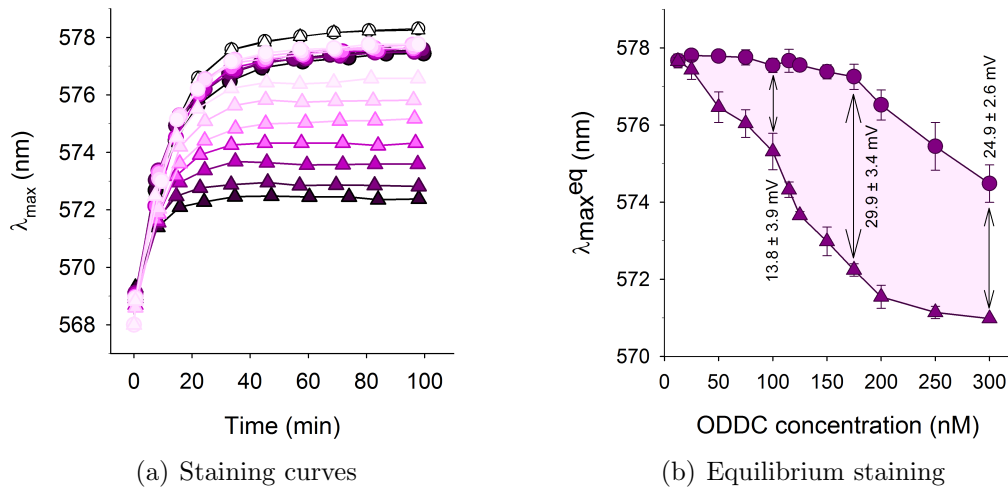 578
576
574
572
570
568
λmax (nm)
0 20 40 60 80 100
Time (min)
(a) Staining curves
578
576
574
572
570
λmax^eq (nm)
13.8 ± 3.9 mV
29.9 ± 3.4 mV
24.9 ± 2.6 mV
0 50 100 150 200 250 300
ODDC concentration (nM)
(b) Equilibrium staining